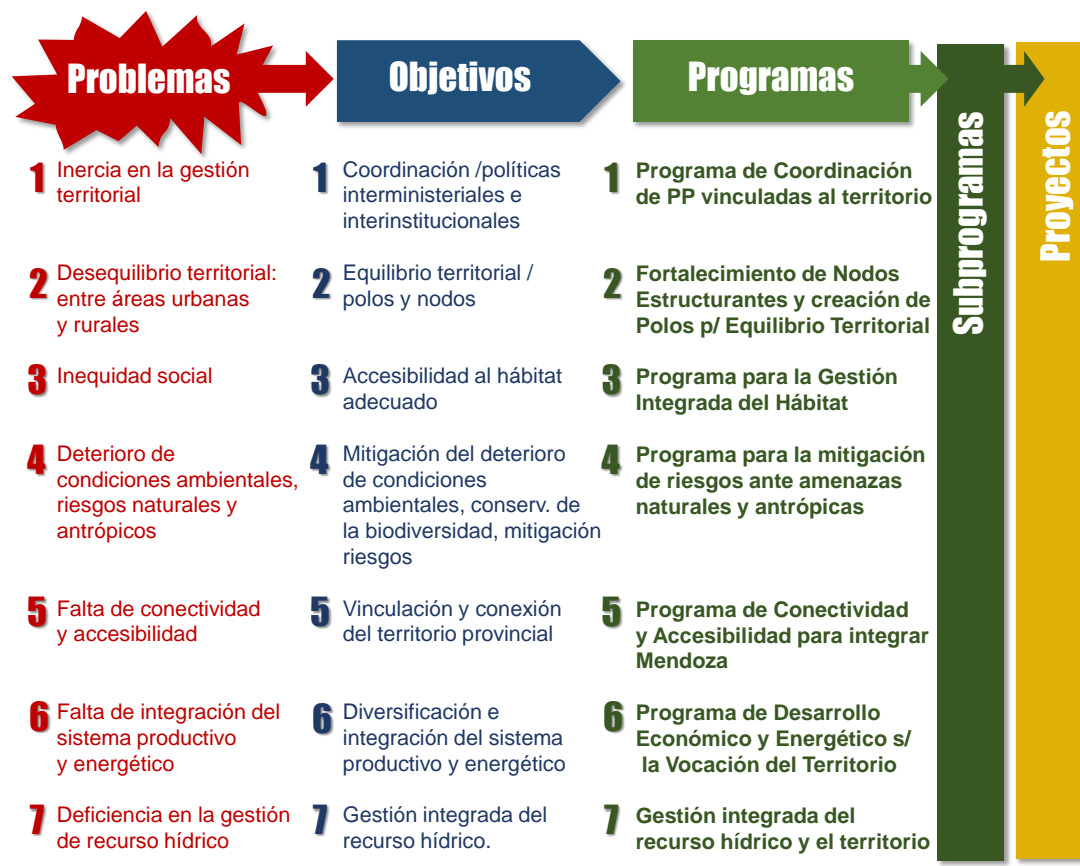 Problemas
Objetivos
Programas
Subprogramas
Proyectos
1 Inercia en la gestión
territorial
1 Coordinación /políticas
interministeriales e
interinstitucionales
1 Programa de Coordinación
de PP vinculadas al territorio
2 Desequilibrio territorial:
entre áreas urbanas
y rurales
2 Equilibrio territorial /
polos y nodos
2 Fortalecimiento de Nodos
Estructurantes y creación de
Polos p/ Equilibrio Territorial
3 Inequidad social
3 Accesibilidad al hábitat
adecuado
3 Programa para la Gestión
Integrada del Hábitat
4 Deterioro de
condiciones ambientales,
riesgos naturales y
antrópicos
4 Mitigación del deterioro
de condiciones
ambientales, conserv. de
la biodiversidad, mitigación
riesgos
4 Programa para la mitigación
de riesgos ante amenazas
naturales y antrópicas
5 Falta de conectividad
y accesibilidad
5 Vinculación y conexión
del territorio provincial
5 Programa de Conectividad
y Accesibilidad para integrar
Mendoza
6 Falta de integración del
sistema productivo
y energético
6 Diversificación e
integración del sistema
productivo y energético
6 Programa de Desarrollo
Económico y Energético s/
la Vocación del Territorio
7 Deficiencia en la gestión
de recurso hídrico
7 Gestión integrada del
recurso hídrico.
7 Gestión integrada del
recurso hídrico y el territorio